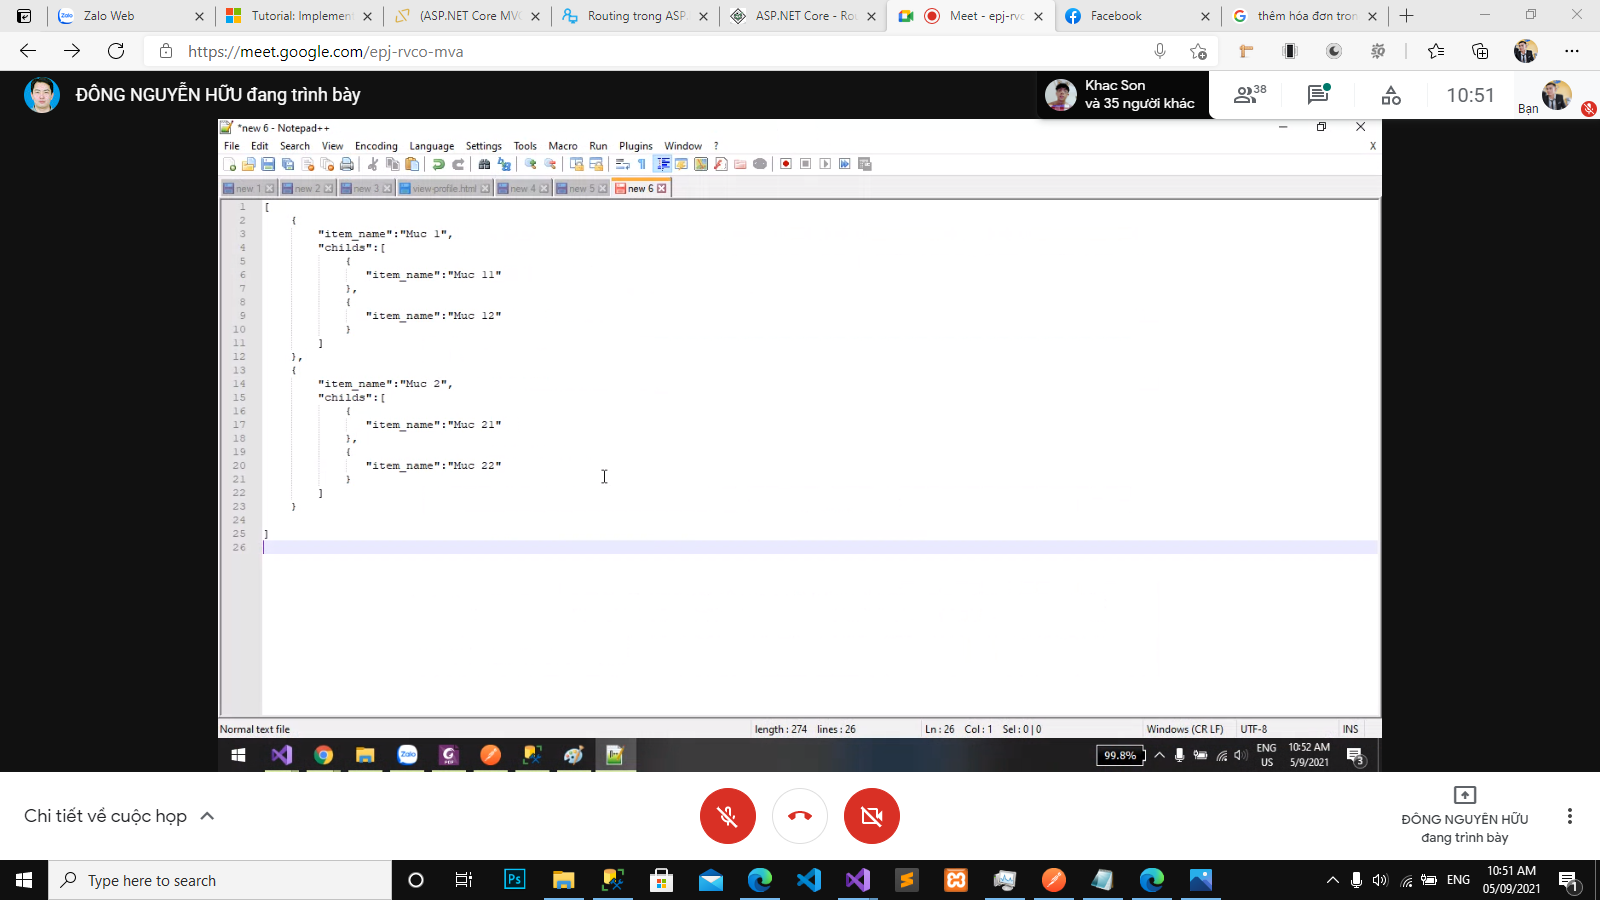 Zalo Web
Tutorial: Implemen
(ASP.NET Core MVC
Routing trong ASP.
ASP.NET Core - Rou
Meet - epj-rvc
Facebook
thêm hóa đơn tron
https://meet.google.com/epj-rvco-mva
ĐÔNG NGUYỄN HỮU đang trình bày
Khac Son
và 35 người khác
38
10:51
Bạn
*new 6 - Notepad++
File Edit Search View Encoding Language Settings Tools Macro Run Plugins Window ? X
new 1 new 2 new 3 view-profile.html new 4 new 5 new 6
1 [
2 {
3 "item_name":"Muc 1",
4 "childs":[
5 {
6 "item_name":"Muc 11"
7 },
8 {
9 "item_name":"Muc 12"
10 }
11 ]
12 },
13 {
14 "item_name":"Muc 2",
15 "childs":[
16 {
17 "item_name":"Muc 21"
18 },
19 {
20 "item_name":"Muc 22"
21 }
22 ]
23 }
24
25 ]
26
Normal text file length : 274 lines : 26 Ln : 26 Col : 1 Sel : 0 | 0 Windows (CR LF) UTF-8 INS
99.8%
ENG
US
10:52 AM
5/9/2021
3
Chi tiết về cuộc họp
ĐÔNG NGUYỄN HỮU
đang trình bày
Type here to search
Ps
ENG
10:51 AM
05/09/2021
1